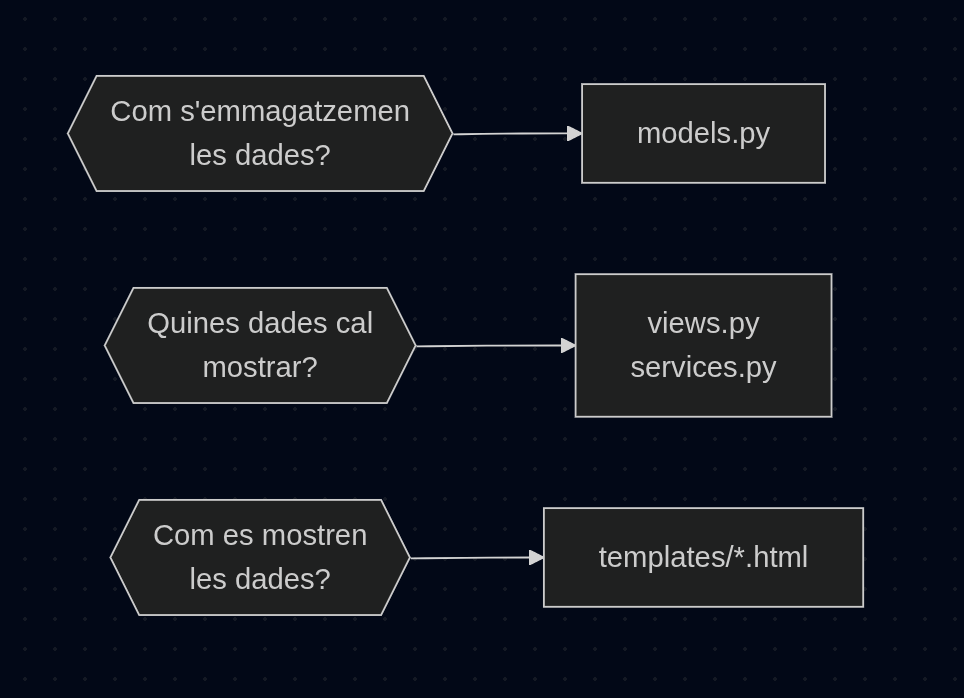 Com s'emmagatzemen
les dades?
models.py
Quines dades cal
mostrar?
views.py
services.py
Com es mostren
les dades?
templates/*.html